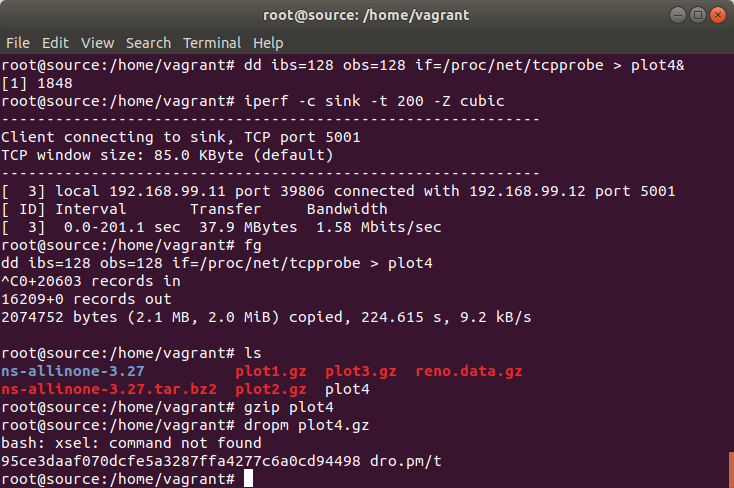 root@source: /home/vagrant
File Edit View Search Terminal Help
root@source:/home/vagrant# dd ibs=128 obs=128 if=/proc/net/tcpprobe > plot4&
[1] 1848
root@source:/home/vagrant# iperf -c sink -t 200 -Z cubic
------------------------------------------------------------
Client connecting to sink, TCP port 5001
TCP window size: 85.0 KByte (default)
------------------------------------------------------------
[  3] local 192.168.99.11 port 39806 connected with 192.168.99.12 port 5001
[ ID] Interval       Transfer     Bandwidth
[  3]  0.0-201.1 sec  37.9 MBytes  1.58 Mbits/sec
root@source:/home/vagrant# fg
dd ibs=128 obs=128 if=/proc/net/tcpprobe > plot4
^C0+20603 records in
16209+0 records out
2074752 bytes (2.1 MB, 2.0 MiB) copied, 224.615 s, 9.2 kB/s

root@source:/home/vagrant# ls
ns-allinone-3.27          plot1.gz  plot3.gz  reno.data.gz
ns-allinone-3.27.tar.bz2  plot2.gz  plot4
root@source:/home/vagrant# gzip plot4
root@source:/home/vagrant# dropm plot4.gz
bash: xsel: command not found
95ce3daaf070dcfe5a3287ffa4277c6a0cd94498 dro.pm/t
root@source:/home/vagrant#